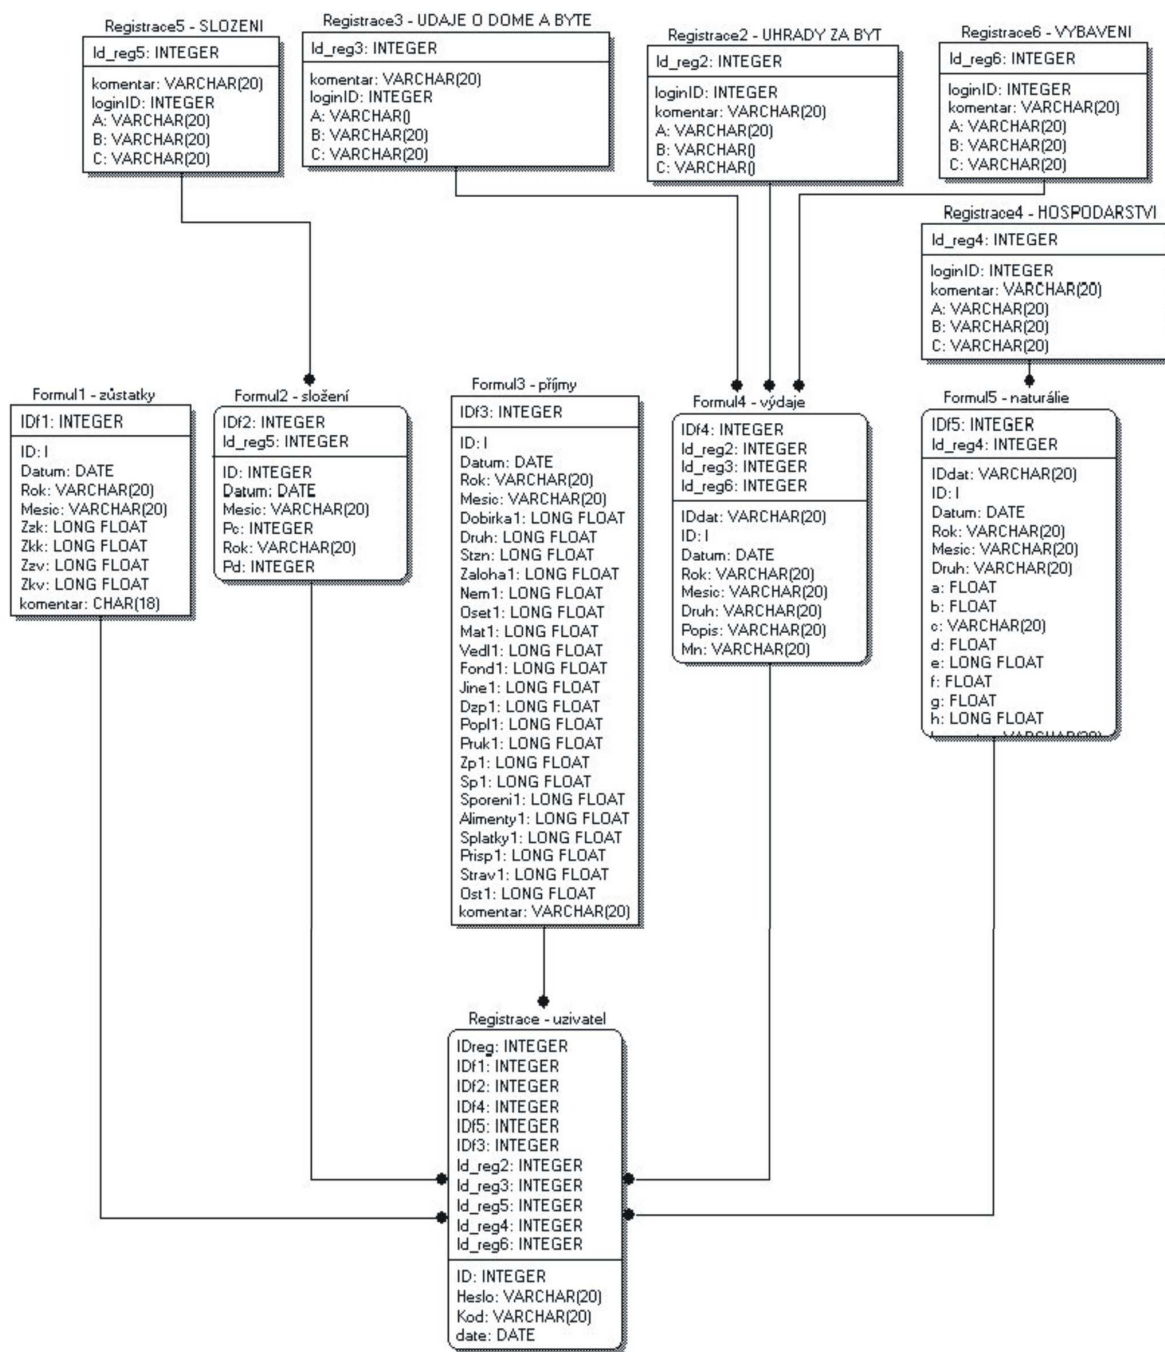 Registrace5 - SLOZENI
Id_reg5: INTEGER
komentar: VARCHAR(20)
loginID: INTEGER
A: VARCHAR(20)
B: VARCHAR(20)
C: VARCHAR(20)
Registrace3 - UDAJE O DOME A BYTE
Id_reg3: INTEGER
komentar: VARCHAR(20)
loginID: INTEGER
A: VARCHAR()
B: VARCHAR(20)
C: VARCHAR(20)
Registrace2 - UHRADY ZA BYT
Id_reg2: INTEGER
loginID: INTEGER
komentar: VARCHAR(20)
A: VARCHAR(20)
B: VARCHAR()
C: VARCHAR()
Registrace6 - VYBAVENI
Id_reg6: INTEGER
loginID: INTEGER
komentar: VARCHAR(20)
A: VARCHAR(20)
B: VARCHAR(20)
C: VARCHAR(20)
Registrace4 - HOSPODARSTVI
Id_reg4: INTEGER
loginID: INTEGER
komentar: VARCHAR(20)
A: VARCHAR(20)
B: VARCHAR(20)
C: VARCHAR(20)
Formul1 - zůstatky
IDf1: INTEGER
ID: I
Datum: DATE
Rok: VARCHAR(20)
Mesic: VARCHAR(20)
Zzk: LONG FLOAT
Zkk: LONG FLOAT
Zzv: LONG FLOAT
Zkv: LONG FLOAT
komentar: CHAR(18)
Formul2 - složení
IDf2: INTEGER
Id_reg5: INTEGER
ID: INTEGER
Datum: DATE
Mesic: VARCHAR(20)
Pc: INTEGER
Rok: VARCHAR(20)
Pd: INTEGER
Formul3 - příjmy
IDf3: INTEGER
ID: I
Datum: DATE
Rok: VARCHAR(20)
Mesic: VARCHAR(20)
Dobirka1: LONG FLOAT
Druh: LONG FLOAT
Stzn: LONG FLOAT
Zaloha1: LONG FLOAT
Nem1: LONG FLOAT
Oset1: LONG FLOAT
Mat1: LONG FLOAT
Vedl1: LONG FLOAT
Fond1: LONG FLOAT
Jine1: LONG FLOAT
Dzp1: LONG FLOAT
Popl1: LONG FLOAT
Pruk1: LONG FLOAT
Zp1: LONG FLOAT
Sp1: LONG FLOAT
Sporeni1: LONG FLOAT
Alimenty1: LONG FLOAT
Splatky1: LONG FLOAT
Prisp1: LONG FLOAT
Strav1: LONG FLOAT
Ost1: LONG FLOAT
komentar: VARCHAR(20)
Formul4 - výdaje
IDf4: INTEGER
Id_reg2: INTEGER
Id_reg3: INTEGER
Id_reg6: INTEGER
IDdat: VARCHAR(20)
ID: I
Datum: DATE
Rok: VARCHAR(20)
Mesic: VARCHAR(20)
Druh: VARCHAR(20)
Popis: VARCHAR(20)
Mn: VARCHAR(20)
Formul5 - naturálie
IDf5: INTEGER
Id_reg4: INTEGER
IDdat: VARCHAR(20)
ID: I
Datum: DATE
Rok: VARCHAR(20)
Mesic: VARCHAR(20)
Druh: VARCHAR(20)
a: FLOAT
b: FLOAT
c: VARCHAR(20)
d: FLOAT
e: LONG FLOAT
f: FLOAT
g: FLOAT
h: LONG FLOAT
VARCHAR(20)
Registrace - uzivatel
IDreg: INTEGER
IDf1: INTEGER
IDf2: INTEGER
IDf4: INTEGER
IDf5: INTEGER
IDf3: INTEGER
Id_reg2: INTEGER
Id_reg3: INTEGER
Id_reg5: INTEGER
Id_reg4: INTEGER
Id_reg6: INTEGER
ID: INTEGER
Heslo: VARCHAR(20)
Kod: VARCHAR(20)
date: DATE